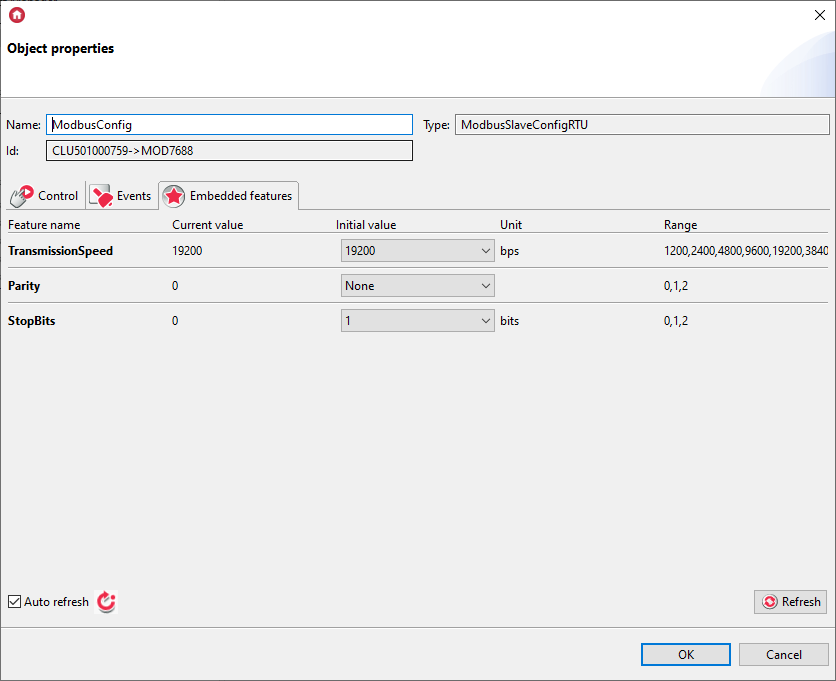 Object properties
Name: ModbusConfig Type: ModbusSlaveConfigRTU
Id: CLU501000759->MOD7688
Control Events Embedded features
Feature name Current value Initial value Unit Range
TransmissionSpeed 19200 19200 bps 1200,2400,4800,9600,19200,3840
Parity 0 None 0,1,2
StopBits 0 1 bits 0,1,2
Auto refresh Refresh
OK Cancel